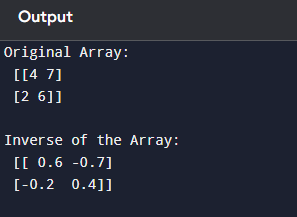 Output
Original Array:
[[4 7]
[2 6]]
Inverse of the Array:
[[ 0.6 -0.7]
[-0.2  0.4]]